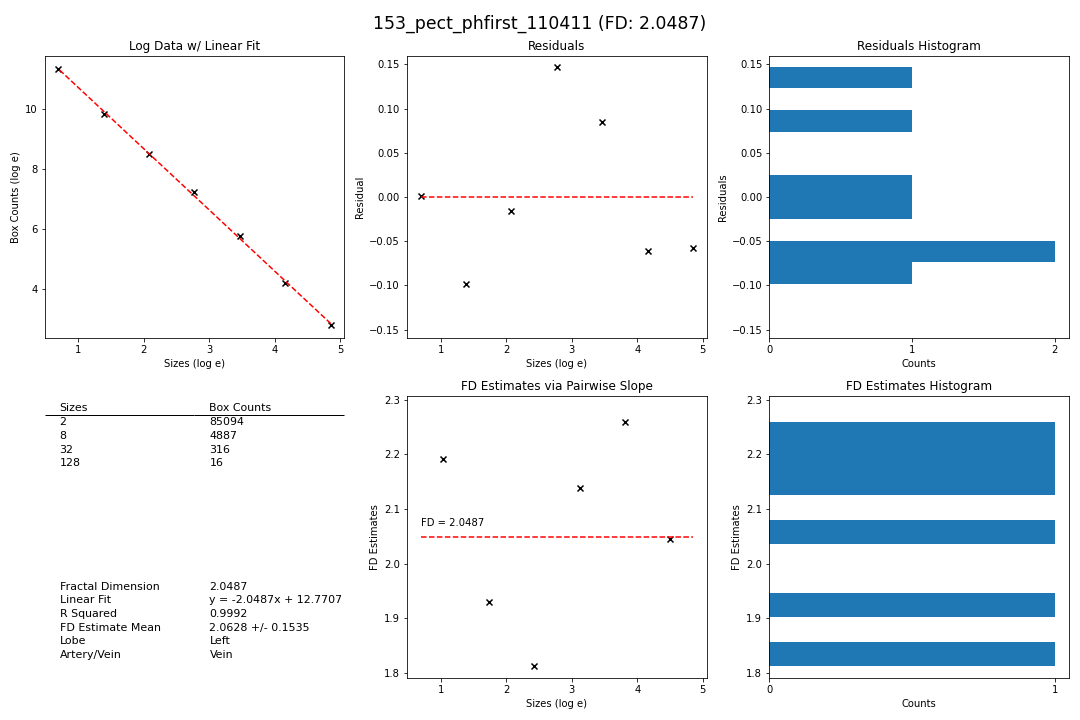 153_pect_phfirst_110411 (FD: 2.0487)
Log Data w/ Linear Fit
Box Counts (log e)
10
8
6
4
1 2 3 4 5
Sizes (log e)
Residuals
Residual
0.15
0.10
0.05
0.00
−0.05
−0.10
−0.15
1 2 3 4 5
Sizes (log e)
Residuals Histogram
Residuals
0.15
0.10
0.05
0.00
−0.05
−0.10
−0.15
0 1 2
Counts
Sizes Box Counts
2 85094
8 4887
32 316
128 16
Fractal Dimension 2.0487
Linear Fit y = -2.0487x + 12.7707
R Squared 0.9992
FD Estimate Mean 2.0628 +/- 0.1535
Lobe Left
Artery/Vein Vein
FD Estimates via Pairwise Slope
FD Estimates
2.3
2.2
2.1
2.0
1.9
1.8
FD = 2.0487
1 2 3 4 5
Sizes (log e)
FD Estimates Histogram
FD Estimates
2.3
2.2
2.1
2.0
1.9
1.8
0 1
Counts